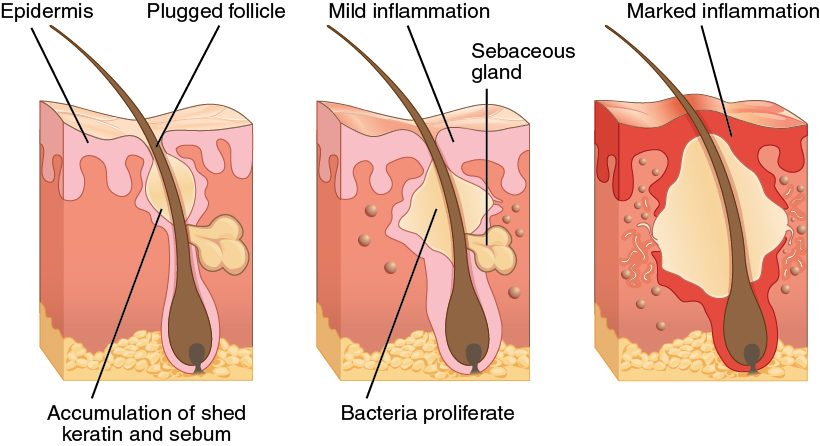 Epidermis
Plugged follicle
Mild inflammation
Sebaceous
gland
Marked inflammation
Accumulation of shed
keratin and sebum
Bacteria proliferate